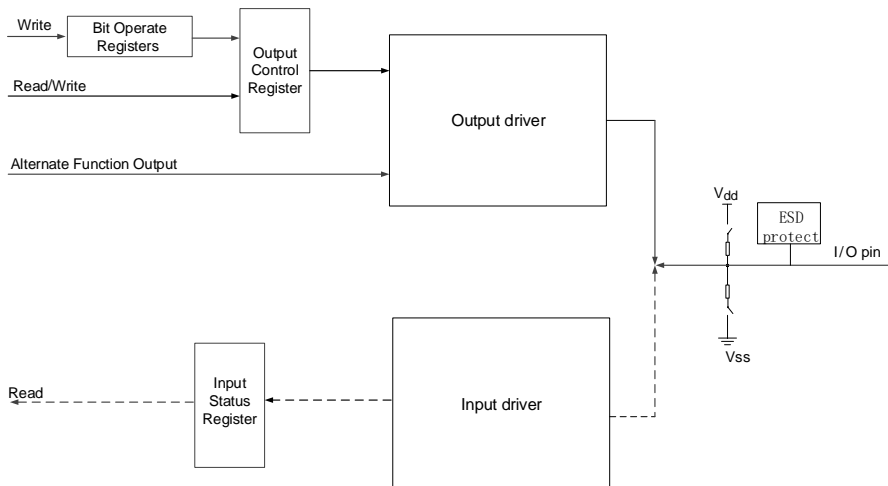 Write
Bit Operate
Registers
Output
Control
Register
Read/Write
Output driver
Alternate Function Output
Vdd
ESD
protect
I/O pin
Vss
Input
Status
Register
Read
Input driver